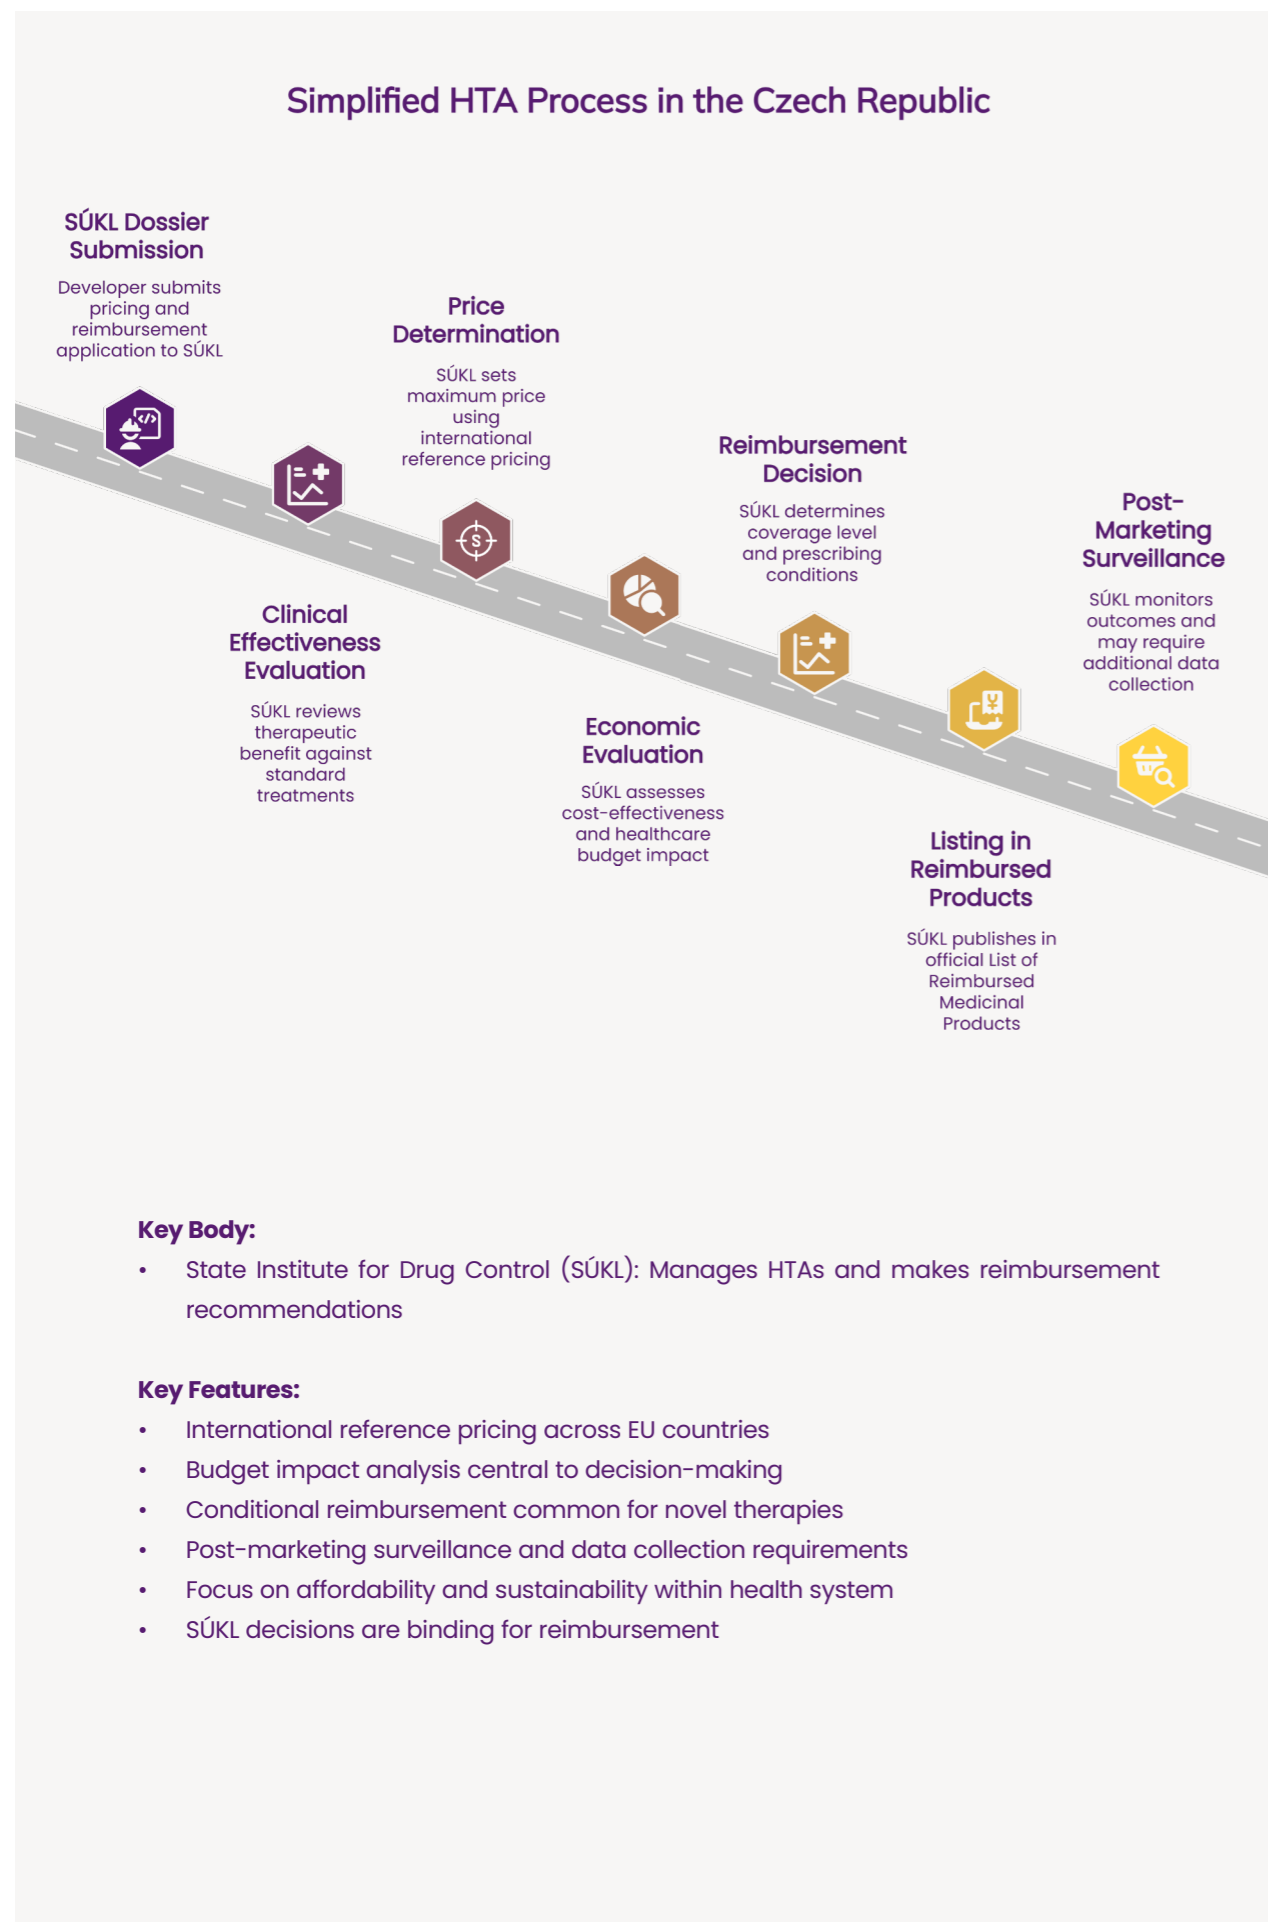 Simplified HTA Process in the Czech Republic
SÚKL Dossier
Submission
Developer submits
pricing and
reimbursement
application to SÚKL
Clinical
Effectiveness
Evaluation
SÚKL reviews
therapeutic
benefit against
standard
treatments
Price
Determination
SÚKL sets
maximum price
using
international
reference pricing
S
Economic
Evaluation
SÚKL assesses
cost-effectiveness
and healthcare
budget impact
Reimbursement
Decision
SÚKL determines
coverage level
and prescribing
conditions
Listing in
Reimbursed
Products
SÚKL publishes in
official List of
Reimbursed
Medicinal
Products
¥
Post-
Marketing
Surveillance
SÚKL monitors
outcomes and
may require
additional data
collection
Key Body:
• State Institute for Drug Control (SÚKL): Manages HTAs and makes reimbursement
recommendations
Key Features:
• International reference pricing across EU countries
• Budget impact analysis central to decision-making
• Conditional reimbursement common for novel therapies
• Post-marketing surveillance and data collection requirements
• Focus on affordability and sustainability within health system
• SÚKL decisions are binding for reimbursement